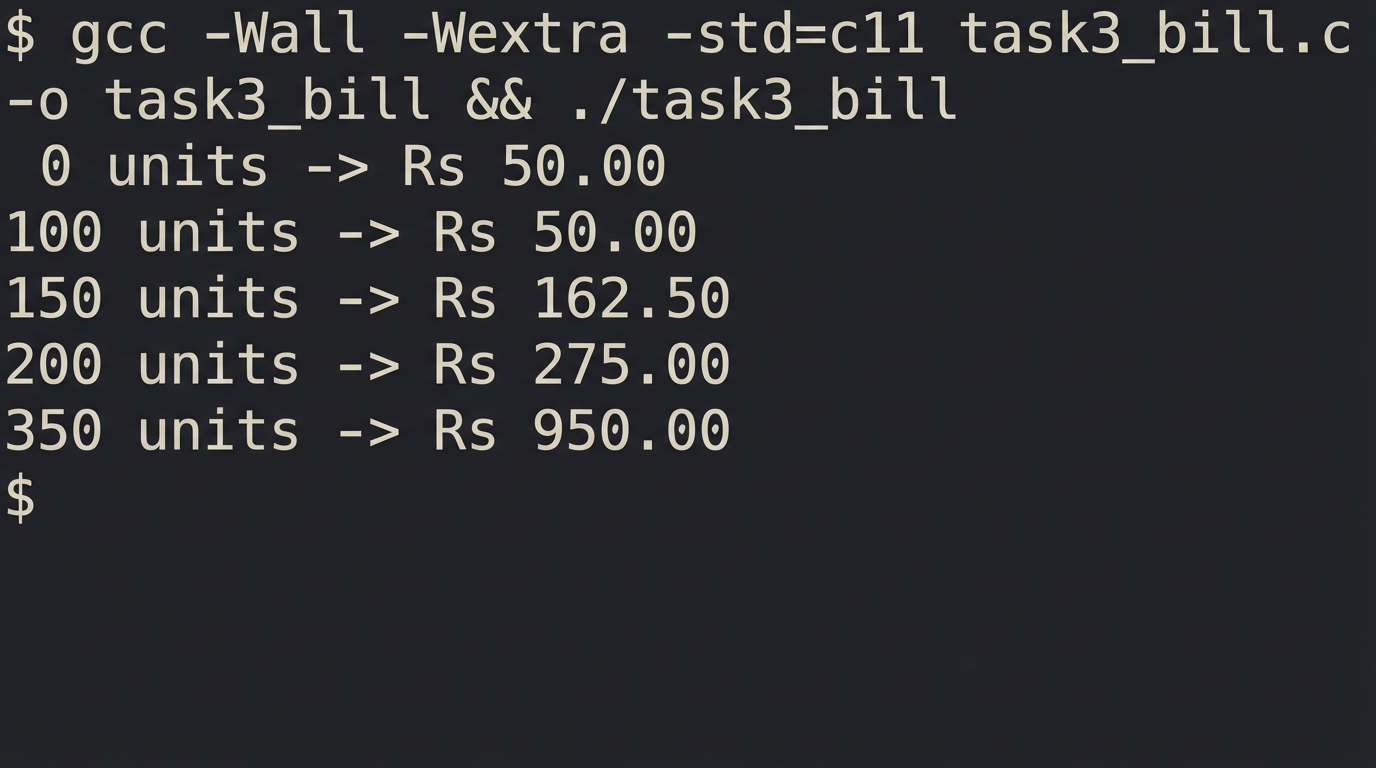 $ gcc -Wall -Wextra -std=c11 task3_bill.c
-o task3_bill && ./task3_bill
 0 units -> Rs 50.00
100 units -> Rs 50.00
150 units -> Rs 162.50
200 units -> Rs 275.00
350 units -> Rs 950.00
$